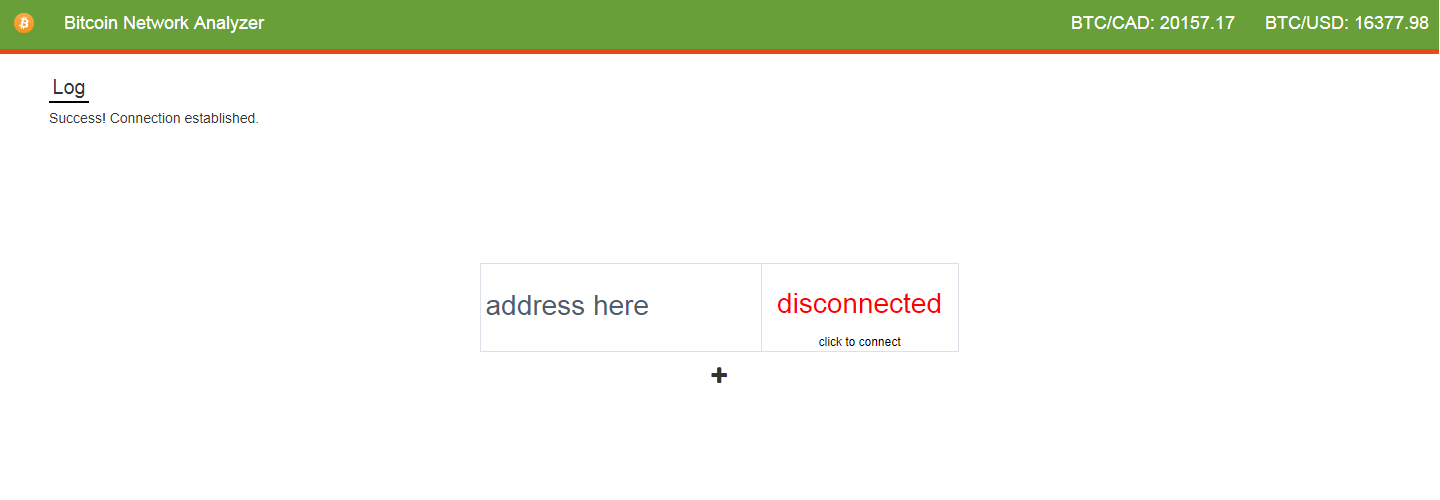 Bitcoin Network Analyzer BTC/CAD: 20157.17 BTC/USD: 16377.98
Log
Success! Connection established.
address here disconnected
click to connect